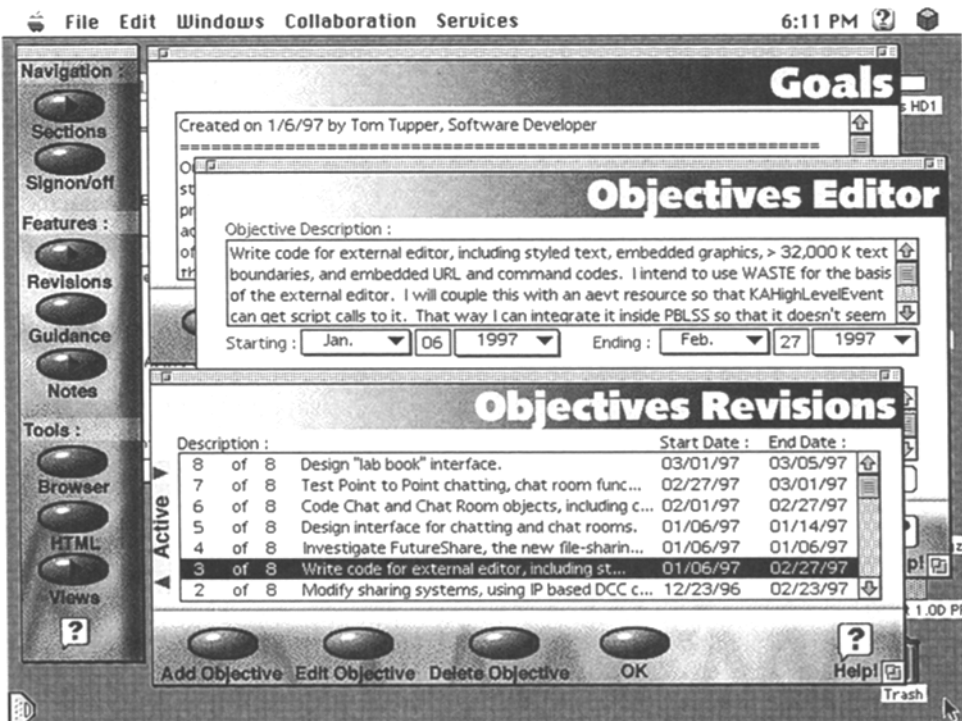 File Edit Windows Collaboration Services 6:11 PM
Navigation :
Sections
Signon/off
Features :
Revisions
Guidance
Notes
Tools :
Browser
HTML
Views
?
Goals
HD1
Created on 1/6/97 by Tom Tupper, Software Developer
Objectives Editor
Objective Description :
Write code for external editor, including styled text, embedded graphics, > 32,000 K text
boundaries, and embedded URL and command codes. I intend to use WASTE for the basis
of the external editor. I will couple this with an aevt resource so that KAHighLevelEvent
can get script calls to it. That way I can integrate it inside PBLSS so that it doesn't seem
Starting : Jan. 06 1997 Ending : Feb. 27 1997
Objectives Revisions
Description : Start Date : End Date :
Active
8 of 8 Design "lab book" interface. 03/01/97 03/05/97
7 of 8 Test Point to Point chatting, chat room func... 02/27/97 03/01/97
6 of 8 Code Chat and Chat Room objects, including c... 02/01/97 02/27/97
5 of 8 Design interface for chatting and chat rooms. 01/06/97 01/14/97
4 of 8 Investigate FutureShare, the new file-sharin... 01/06/97 01/06/97
3 of 8 Write code for external editor, including st... 01/06/97 02/27/97
2 of 8 Modify sharing systems, using IP based DCC c... 12/23/96 02/23/97
Add Objective Edit Objective Delete Objective OK Help!
Trash